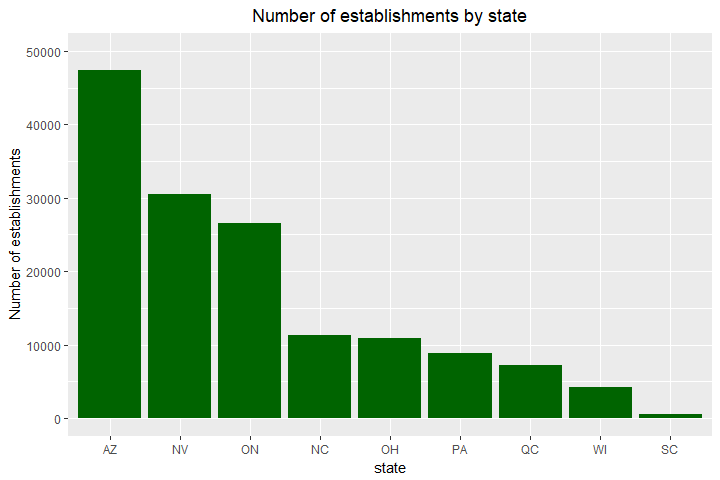 Number of establishments by state
Number of establishments
50000
40000
30000
20000
10000
0
AZ NV ON NC OH PA QC WI SC
state